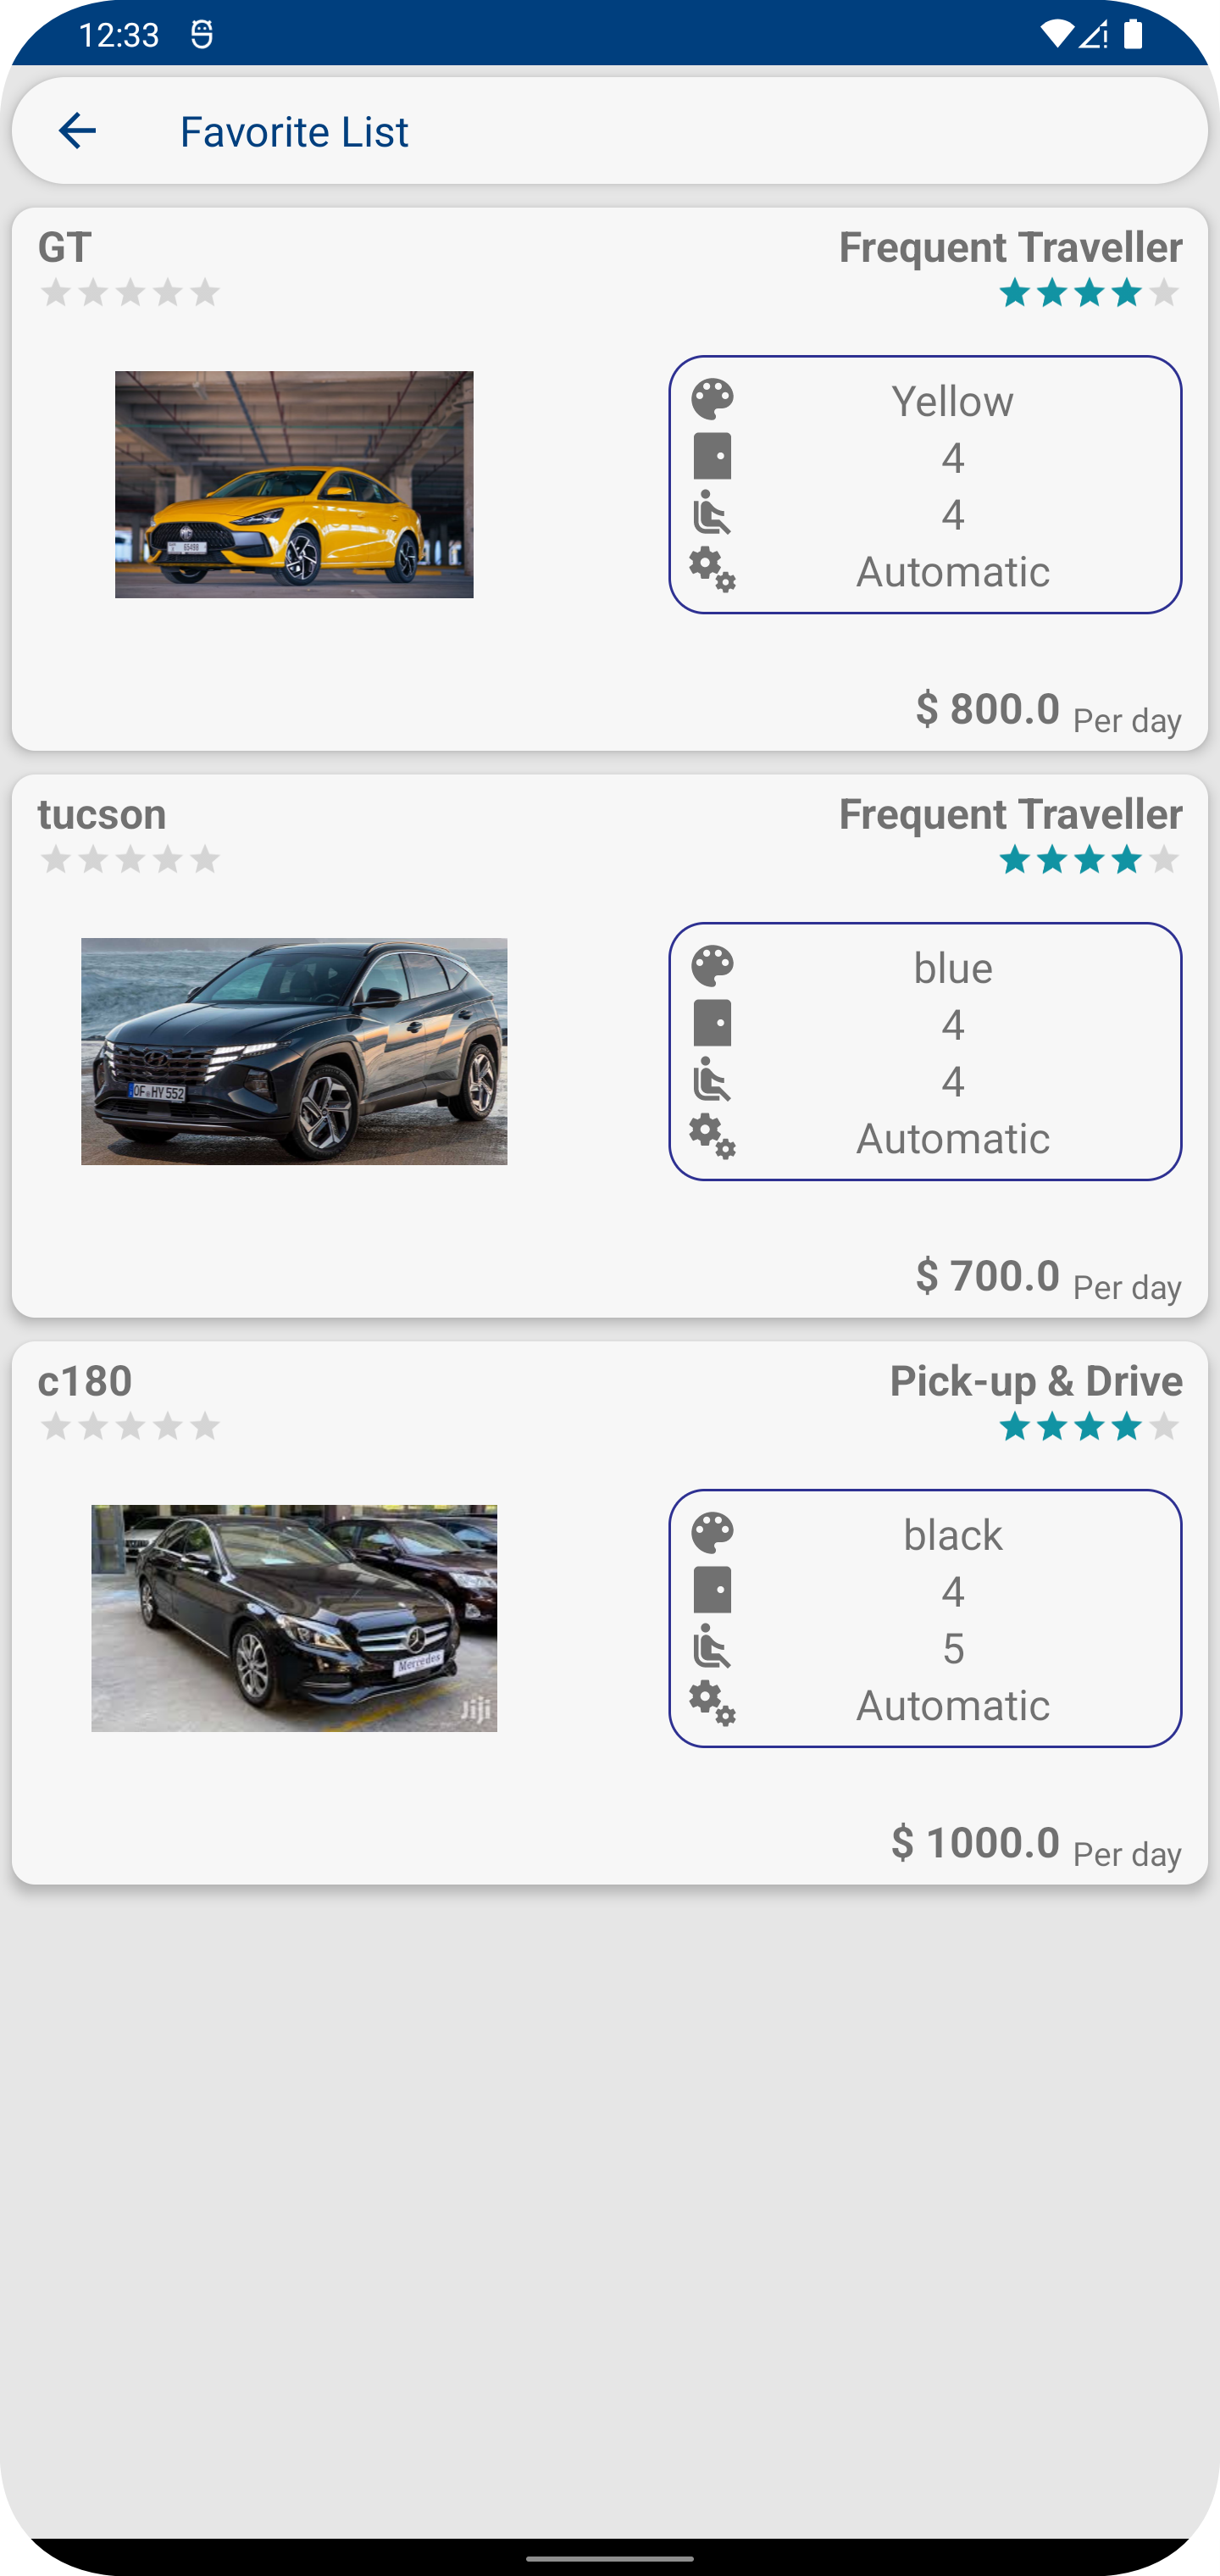 12:33
Favorite List
GT
Frequent Traveller
Yellow
4
4
Automatic
$ 800.0 Per day
tucson
Frequent Traveller
OF HY 552
blue
4
4
Automatic
$ 700.0 Per day
c180
Pick-up & Drive
Mercedes
jiji
black
4
5
Automatic
$ 1000.0 Per day